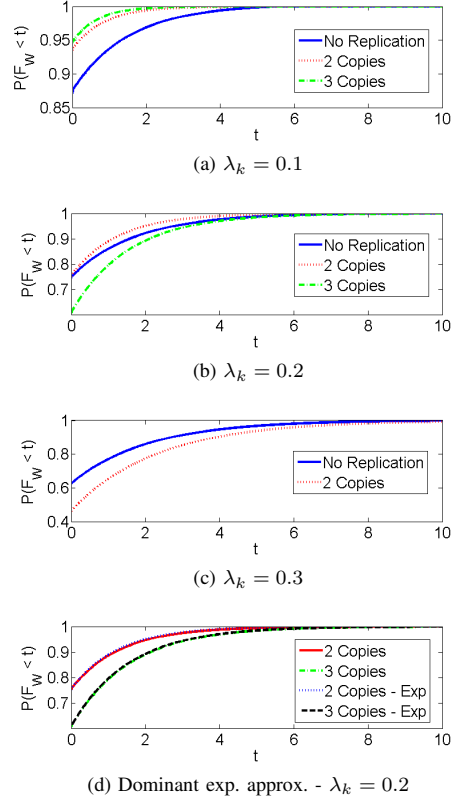 P(F_W < t)
1
0.95
0.9
0.85
0 2 4 6 8 10
t
No Replication
2 Copies
3 Copies
(a) λ_k = 0.1
P(F_W < t)
1
0.9
0.8
0.7
0 2 4 6 8 10
t
No Replication
2 Copies
3 Copies
(b) λ_k = 0.2
P(F_W < t)
1
0.8
0.6
0.4
0 2 4 6 8 10
t
No Replication
2 Copies
(c) λ_k = 0.3
P(F_W < t)
1
0.9
0.8
0.7
0 2 4 6 8 10
t
2 Copies
3 Copies
2 Copies - Exp
3 Copies - Exp
(d) Dominant exp. approx. - λ_k = 0.2